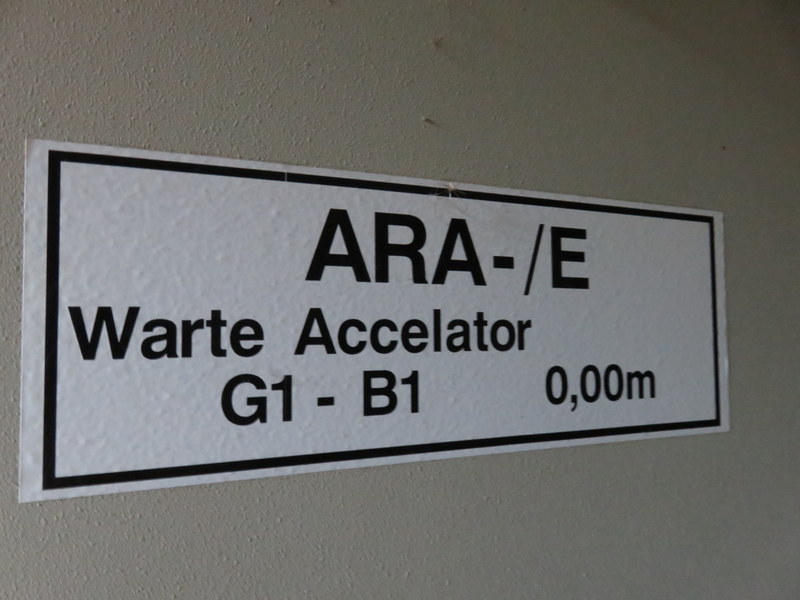 ARA-/E
Warte Accelator
G1 - B1 0,00m